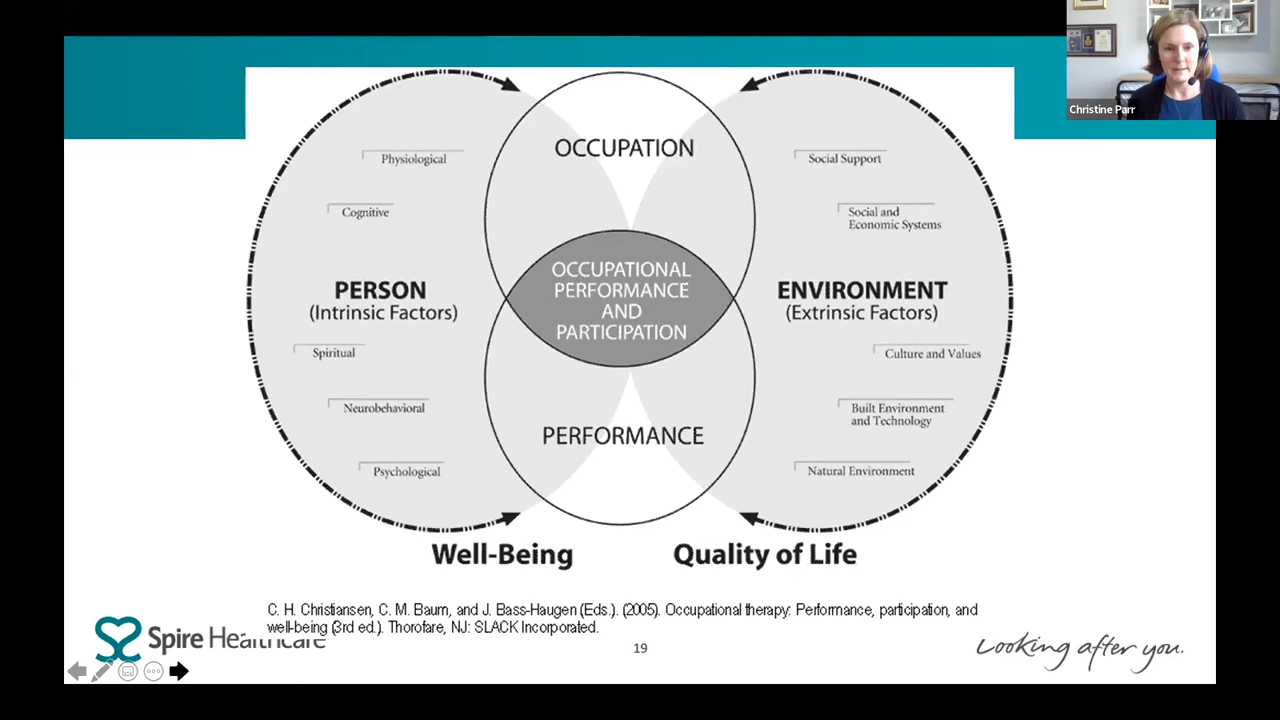 Christine Parr
OCCUPATION
Physiological
Cognitive
PERSON
(Intrinsic Factors)
Spiritual
Neurobehavioral
Psychological
OCCUPATIONAL
PERFORMANCE
AND
PARTICIPATION
Social Support
Social and
Economic Systems
ENVIRONMENT
(Extrinsic Factors)
Culture and Values
Built Environment
and Technology
Natural Environment
PERFORMANCE
Well-Being
Quality of Life
C. H. Christiansen, C. M. Baum, and J. Bass-Haugen (Eds.). (2005). Occupational therapy: Performance, participation, and
well-being (3rd ed.). Thorofare, NJ: SLACK Incorporated.
Spire Healthcare
19
Looking after you.